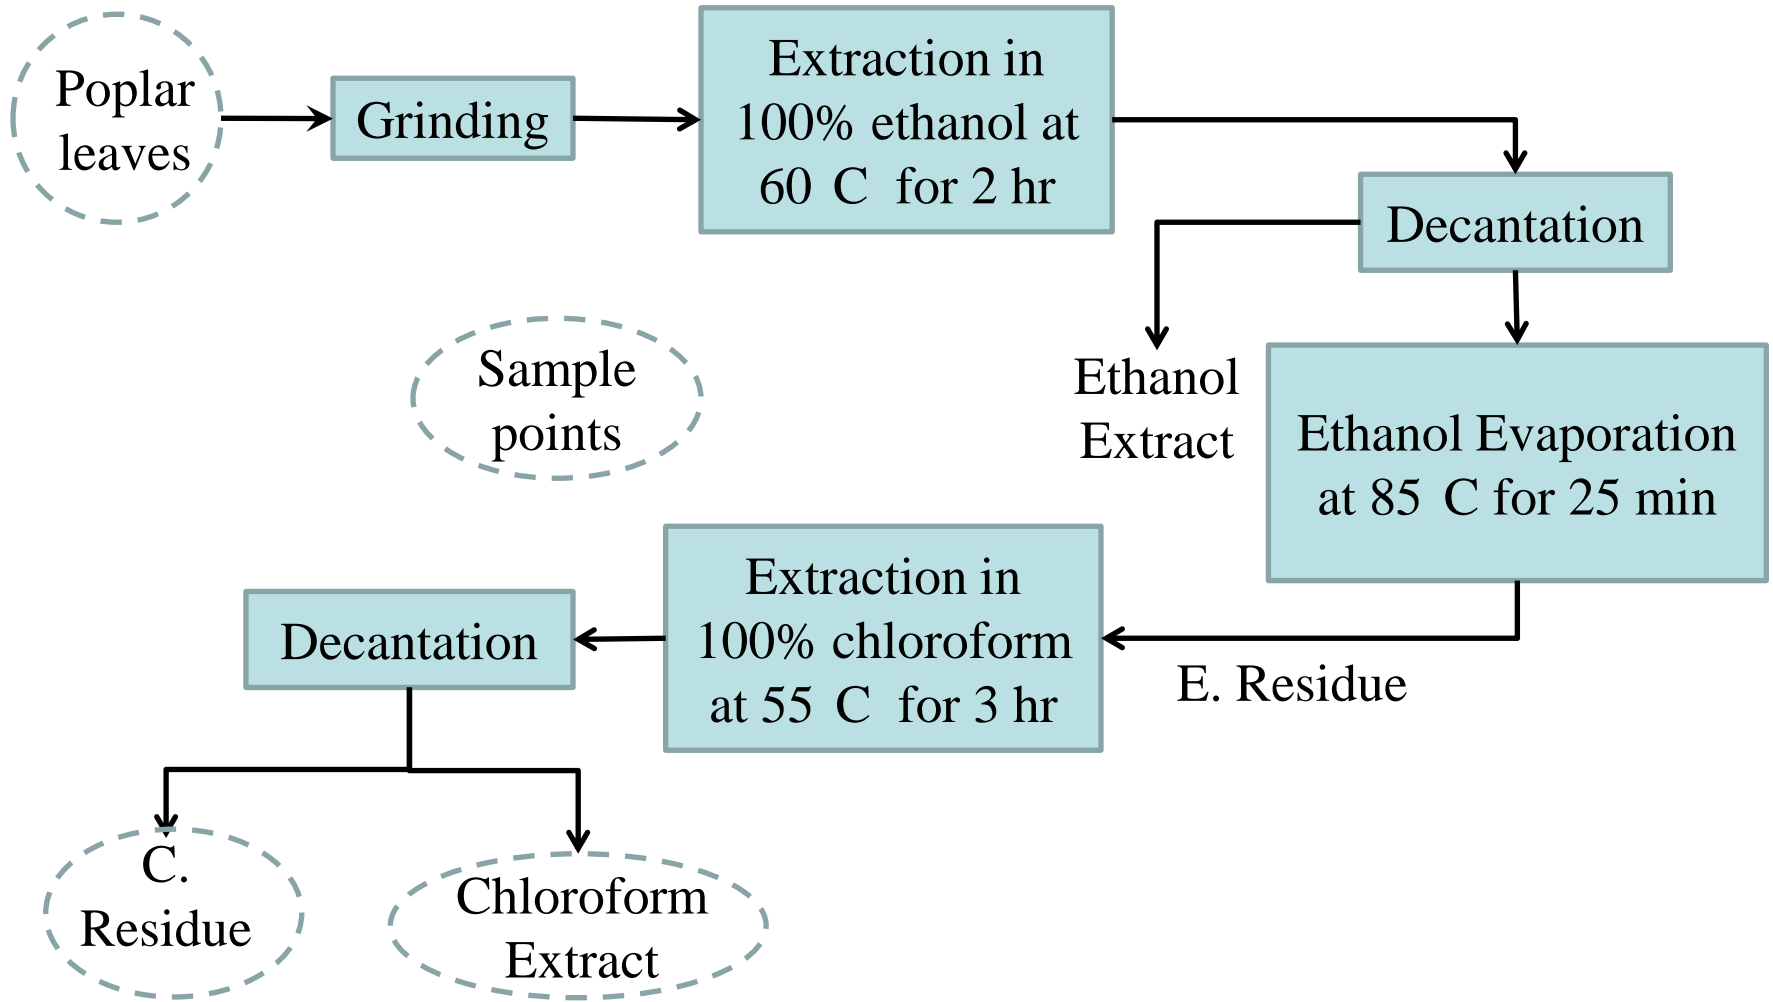 Poplar
leaves
Grinding
Extraction in
100% ethanol at
60 C for 2 hr
Decantation
Ethanol
Extract
Ethanol Evaporation
at 85 C for 25 min
Sample
points
E. Residue
Extraction in
100% chloroform
at 55 C for 3 hr
Decantation
C.
Residue
Chloroform
Extract